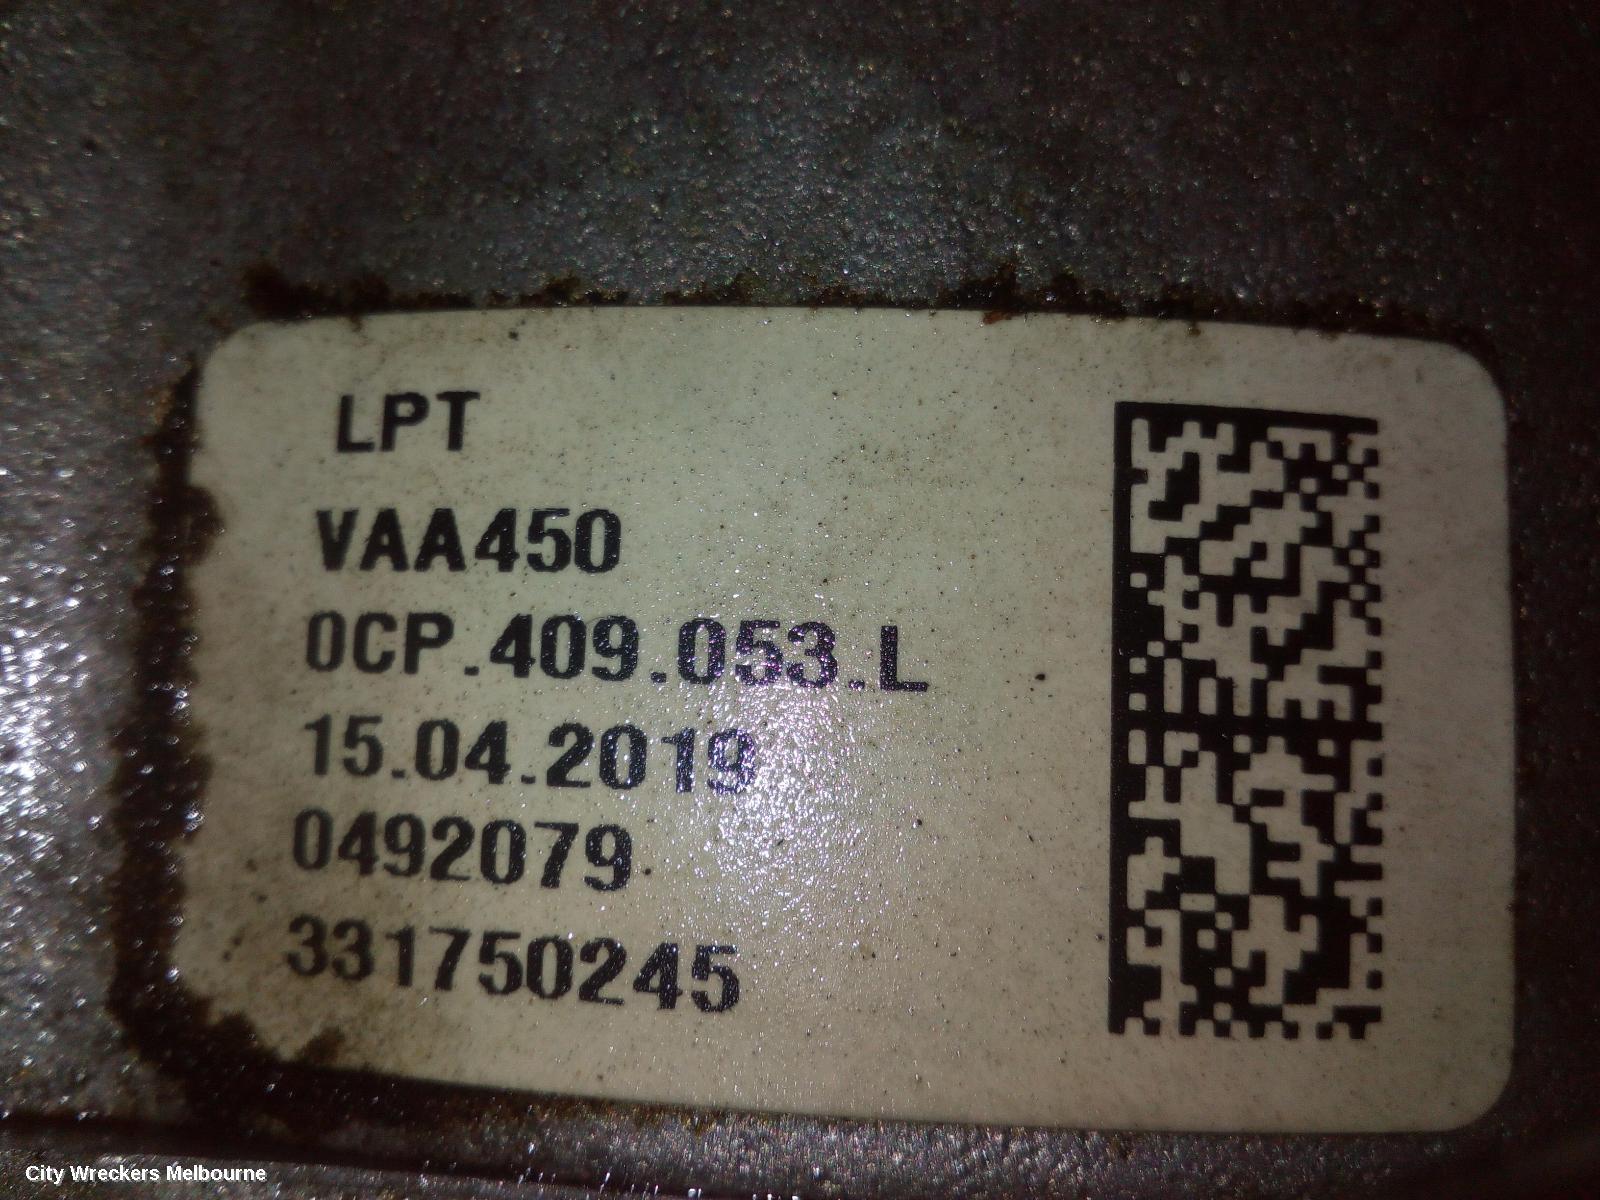 LPT
VAA450
0CP.409.053.L
15.04.2019
0492079
331750245
City Wreckers Melbourne